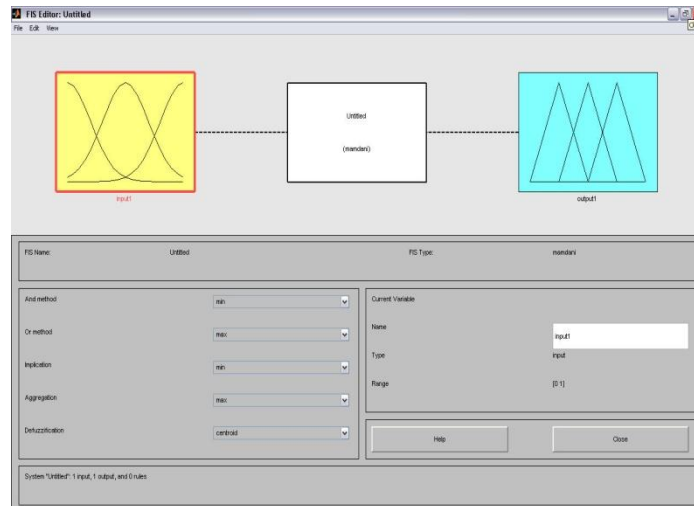 FIS Editor: Untitled
File Edit View
Untitled
(mamdani)
input1
output1
FIS Name: Untitled FIS Type: mamdani
And method min
Or method max
Implication min
Aggregation max
Defuzzification centroid
Current Variable
Name input1
Type input
Range [0 1]
Help Close
System "Untitled": 1 input, 1 output, and 0 rules